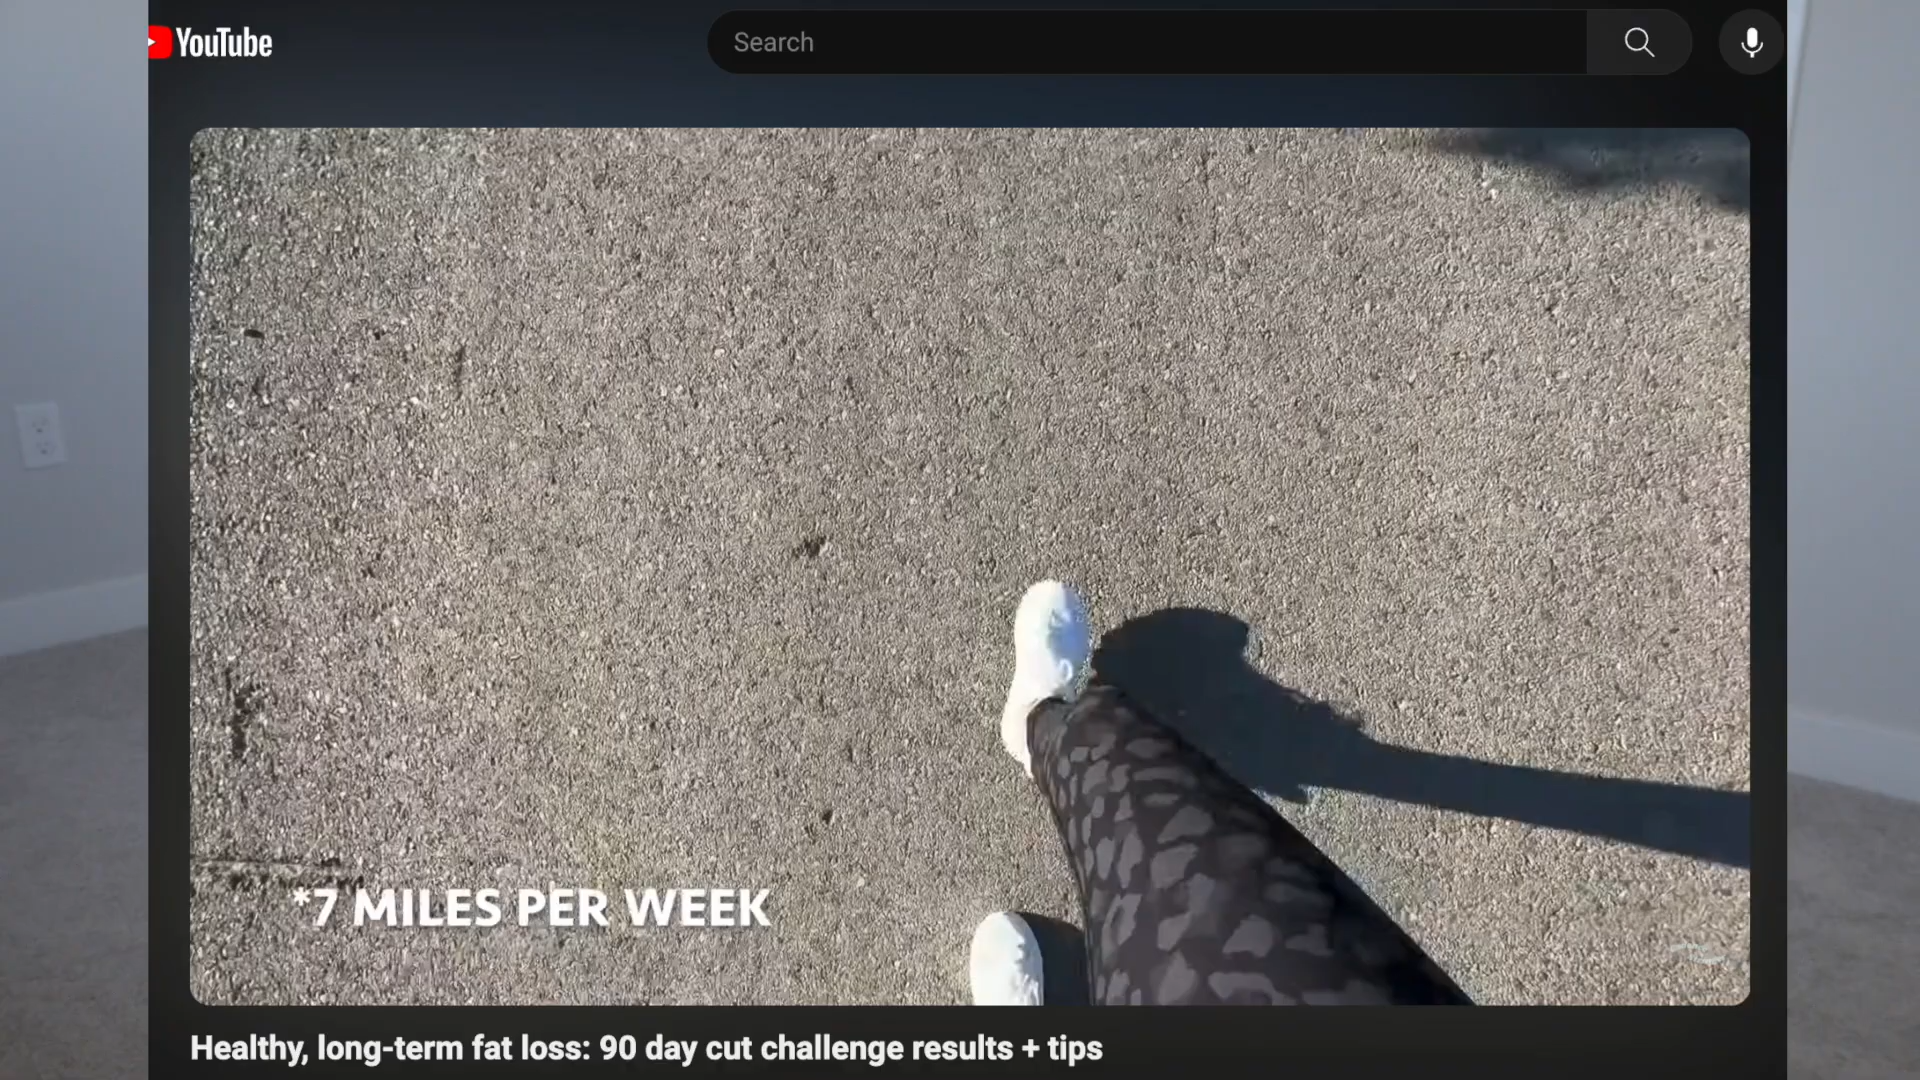 YouTube
Search
*7 MILES PER WEEK
Healthy, long-term fat loss: 90 day cut challenge results + tips